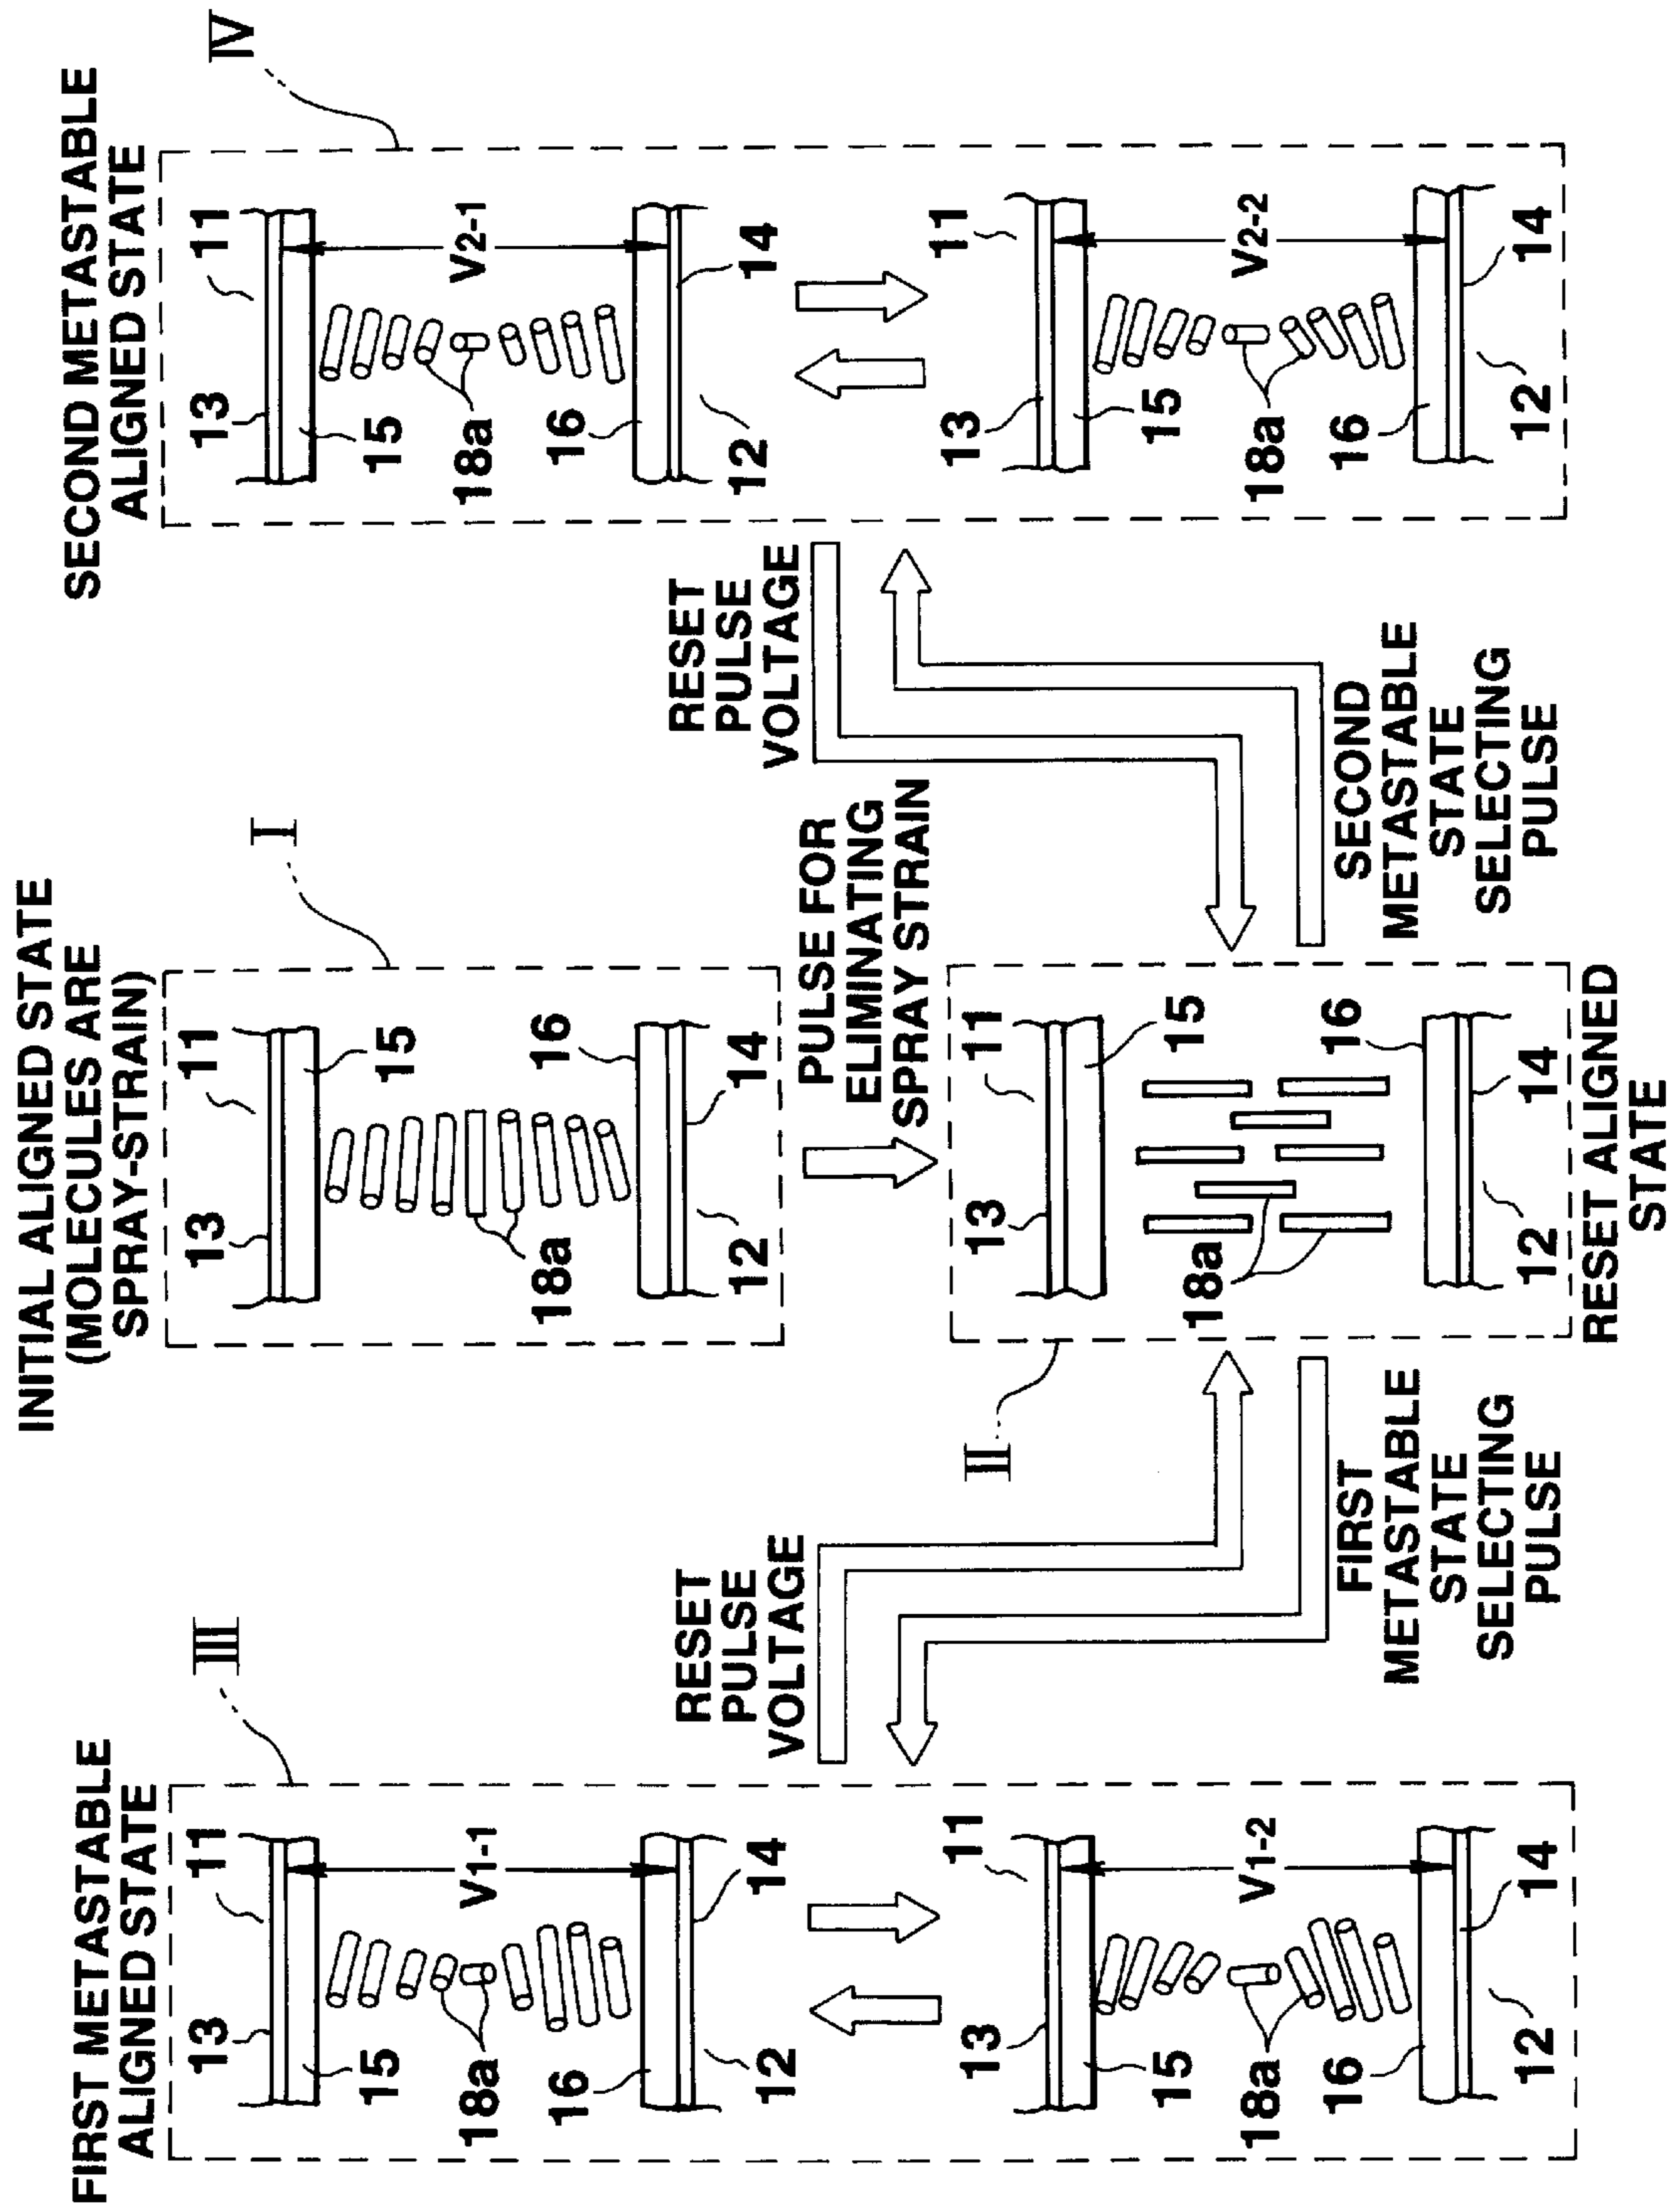 FIRST METASTABLE
ALIGNED STATE
III
11
13
15
V1-1
18a
16
14
12
11
13
15
V1-2
18a
16
14
12
RESET
PULSE
VOLTAGE
FIRST
METASTABLE
STATE
SELECTING
PULSE
INITIAL ALIGNED STATE
(MOLECULES ARE
SPRAY-STRAIN)
I
11
13
15
18a
16
14
12
PULSE FOR
ELIMINATING
SPRAY STRAIN
II
11
13
15
18a
16
14
12
RESET ALIGNED
STATE
RESET
PULSE
VOLTAGE
SECOND
METASTABLE
STATE
SELECTING
PULSE
SECOND METASTABLE
ALIGNED STATE
IV
11
13
15
V2-1
18a
16
14
12
11
13
15
V2-2
18a
16
14
12